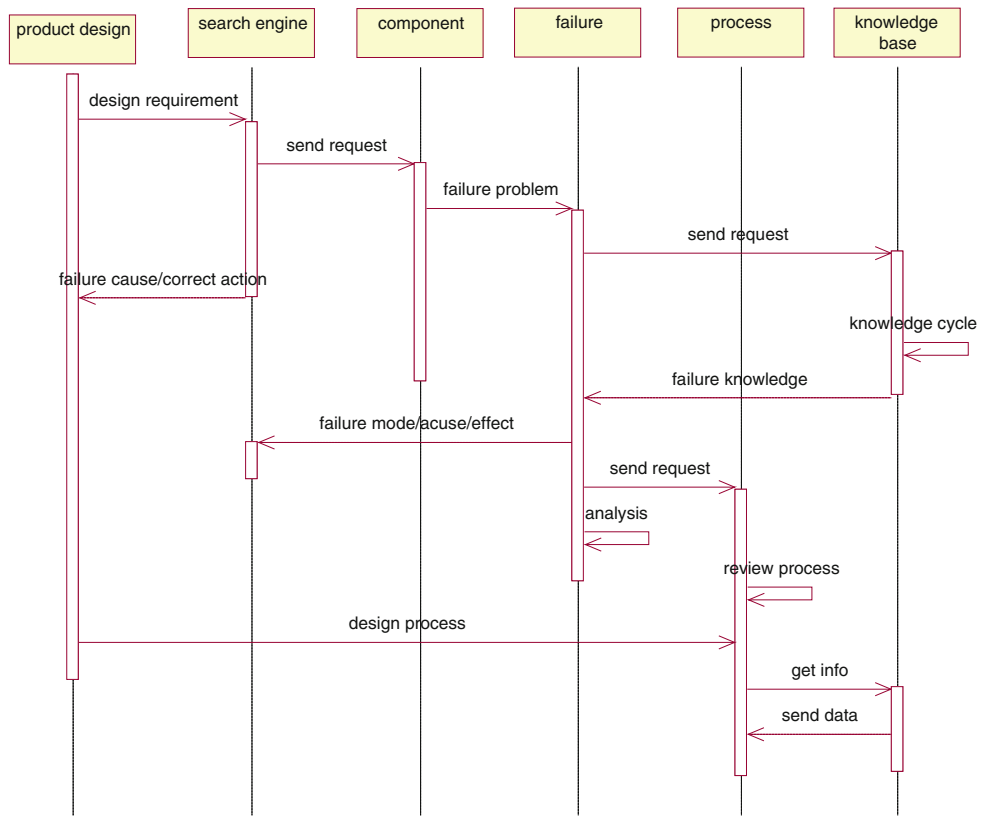 product design
search engine
component
failure
process
knowledge
base
design requirement
send request
failure problem
send request
failure cause/correct action
knowledge cycle
failure knowledge
failure mode/acuse/effect
send request
analysis
review process
design process
get info
send data